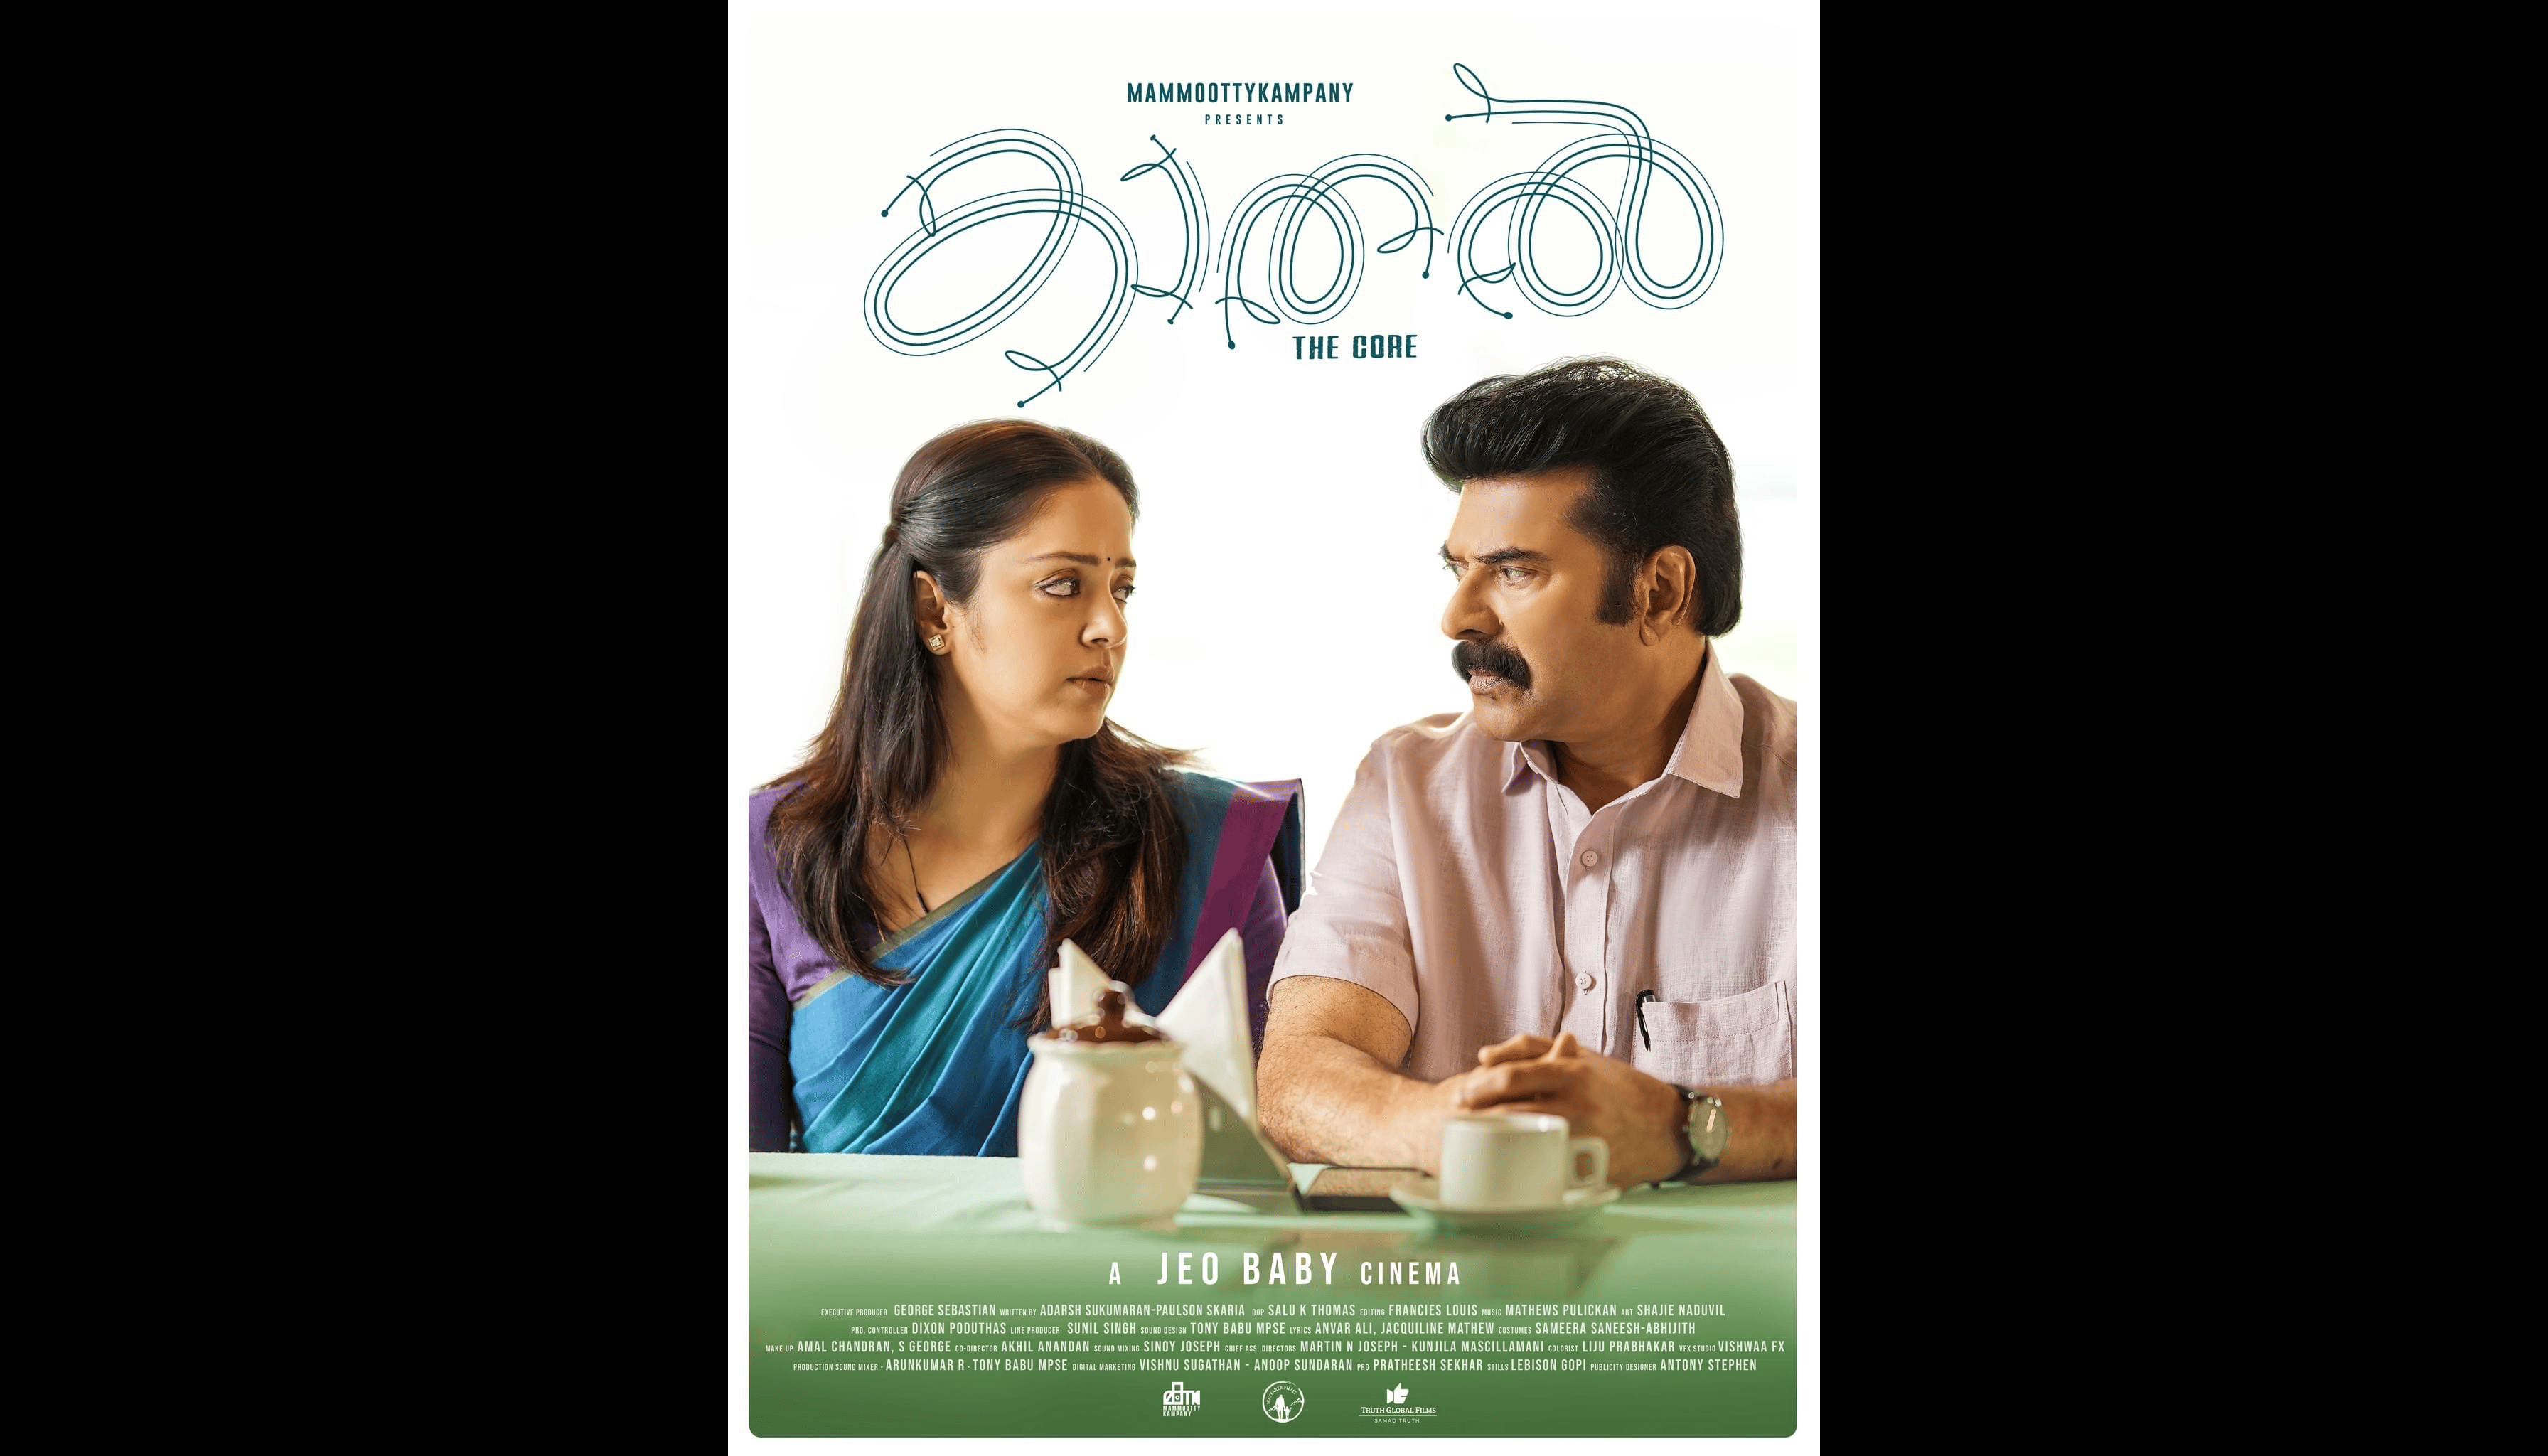 MAMMOOTTYKAMPANY
PRESENTS
കാതൽ
THE CORE
A JEO BABY CINEMA
EXECUTIVE PRODUCER GEORGE SEBASTIAN WRITTEN BY ADARSH SUKUMARAN-PAULSON SKARIA DOP SALU K THOMAS EDITING FRANCIES LOUIS MUSIC MATHEWS PULICKAN ART SHAJIE NADUVIL
PRO. CONTROLLER DIXON PODUTHAS LINE PRODUCER SUNIL SINGH SOUND DESIGN TONY BABU MPSE LYRICS ANVAR ALI, JACQUILINE MATHEW COSTUMES SAMEERA SANEESH-ABHIJITH
MAKE UP AMAL CHANDRAN, S GEORGE CO-DIRECTOR AKHIL ANANDAN SOUND MIXING SINOY JOSEPH CHIEF ASS. DIRECTORS MARTIN N JOSEPH - KUNJILA MASCILLAMANI COLORIST LIJU PRABHAKAR VFX STUDIO VISHWAA FX
PRODUCTION SOUND MIXER - ARUNKUMAR R - TONY BABU MPSE DIGITAL MARKETING VISHNU SUGATHAN - ANOOP SUNDARAN PRO PRATHEESH SEKHAR STILLS LEBISON GOPI PUBLICITY DESIGNER ANTONY STEPHEN
MAMMOOTTY
KAMPANY
WAYFARER FILMS
TRUTH GLOBAL FILMS
SAMAD TRUTH